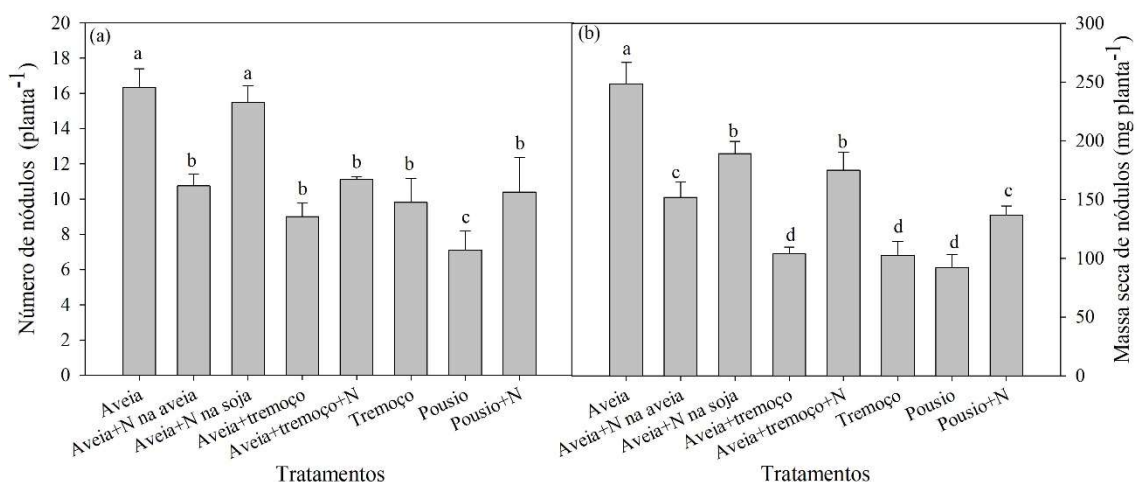 (a)
Número de nódulos (planta-1)
20
18
16
14
12
10
8
6
4
2
0
a
b
a
b
b
b
c
b
Aveia
Aveia+N na aveia
Aveia+N na soja
Aveia+tremoço
Aveia+tremoço+N
Tremoço
Pousio
Pousio+N
Tratamentos
(b)
a
c
b
d
b
d
d
c
300
250
200
150
100
50
0
Massa seca de nódulos (mg planta-1)
Aveia
Aveia+N na aveia
Aveia+N na soja
Aveia+tremoço
Aveia+tremoço+N
Tremoço
Pousio
Pousio+N
Tratamentos